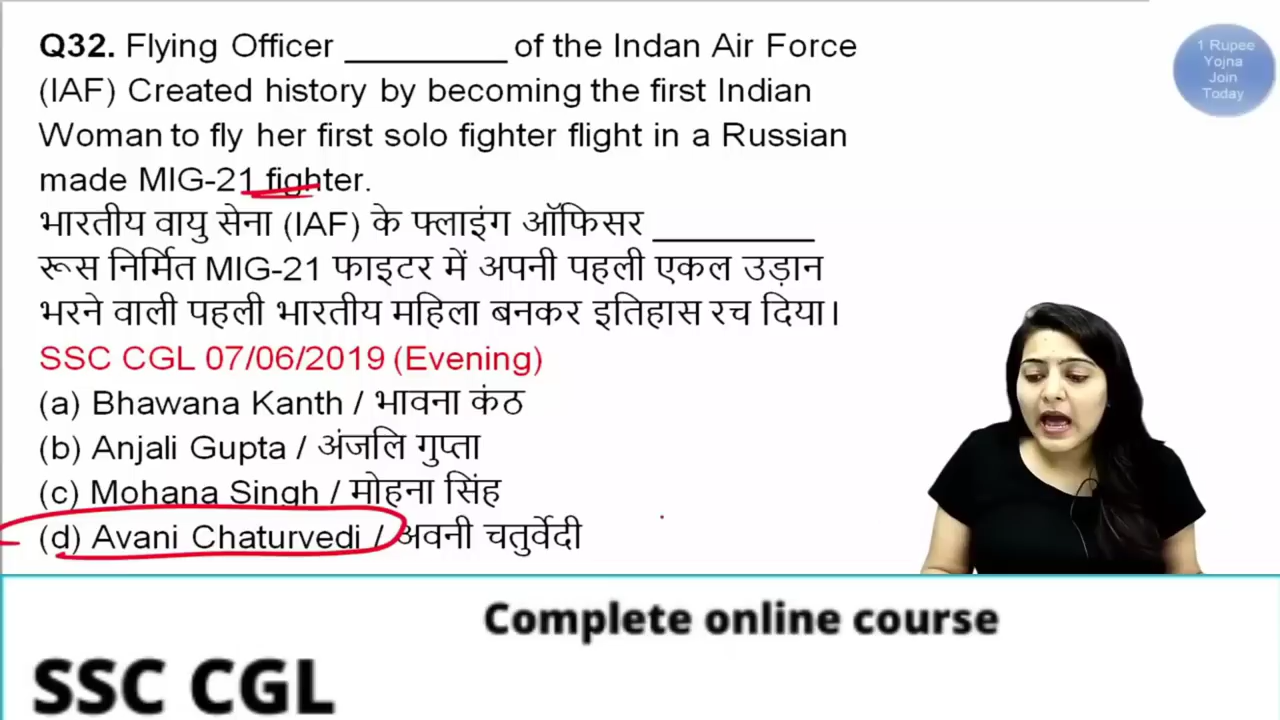 Q32. Flying Officer _________ of the Indan Air Force
(IAF) Created history by becoming the first Indian
Woman to fly her first solo fighter flight in a Russian
made MIG-21 fighter.
भारतीय वायु सेना (IAF) के फ्लाइंग ऑफिसर _________
रूस निर्मित MIG-21 फाइटर में अपनी पहली एकल उड़ान
भरने वाली पहली भारतीय महिला बनकर इतिहास रच दिया।
SSC CGL 07/06/2019 (Evening)
(a) Bhawana Kanth / भावना कंठ
(b) Anjali Gupta / अंजलि गुप्ता
(c) Mohana Singh / मोहना सिंह
(d) Avani Chaturvedi / अवनी चतुर्वेदी
1 Rupee
Yojna
Join
Today
Complete online course
SSC CGL